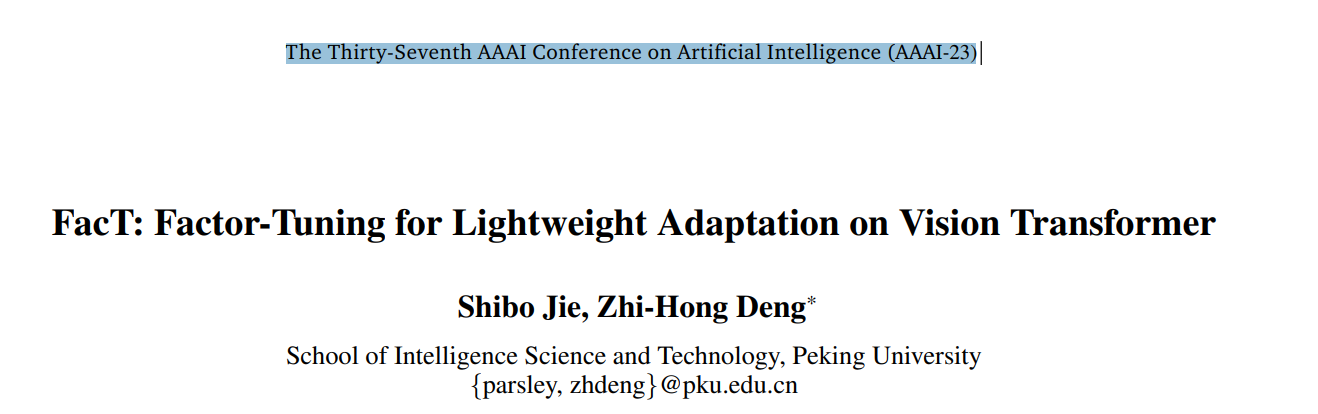 The Thirty-Seventh AAAI Conference on Artificial Intelligence (AAAI-23)
FacT: Factor-Tuning for Lightweight Adaptation on Vision Transformer
Shibo Jie, Zhi-Hong Deng*
School of Intelligence Science and Technology, Peking University
{parsley, zhdeng}@pku.edu.cn